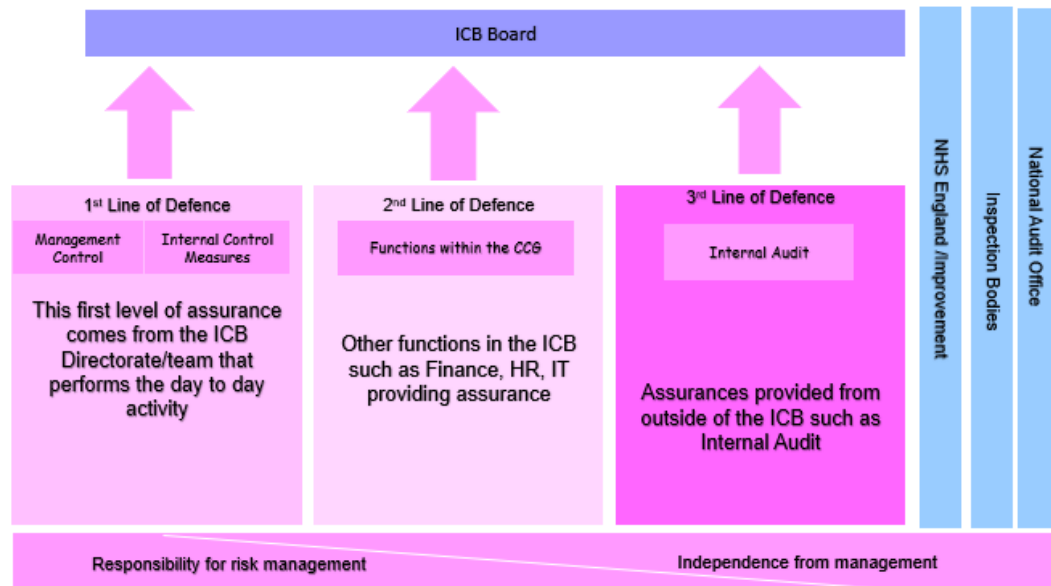 ICB Board
1st Line of Defence
Management
Control
Internal Control
Measures
This first level of assurance
comes from the ICB
Directorate/team that
performs the day to day
activity
2nd Line of Defence
Functions within the CCG
Other functions in the ICB
such as Finance, HR, IT
providing assurance
3rd Line of Defence
Internal Audit
Assurances provided from
outside of the ICB such as
Internal Audit
NHS England /Improvement
Inspection Bodies
National Audit Office
Responsibility for risk management
Independence from management